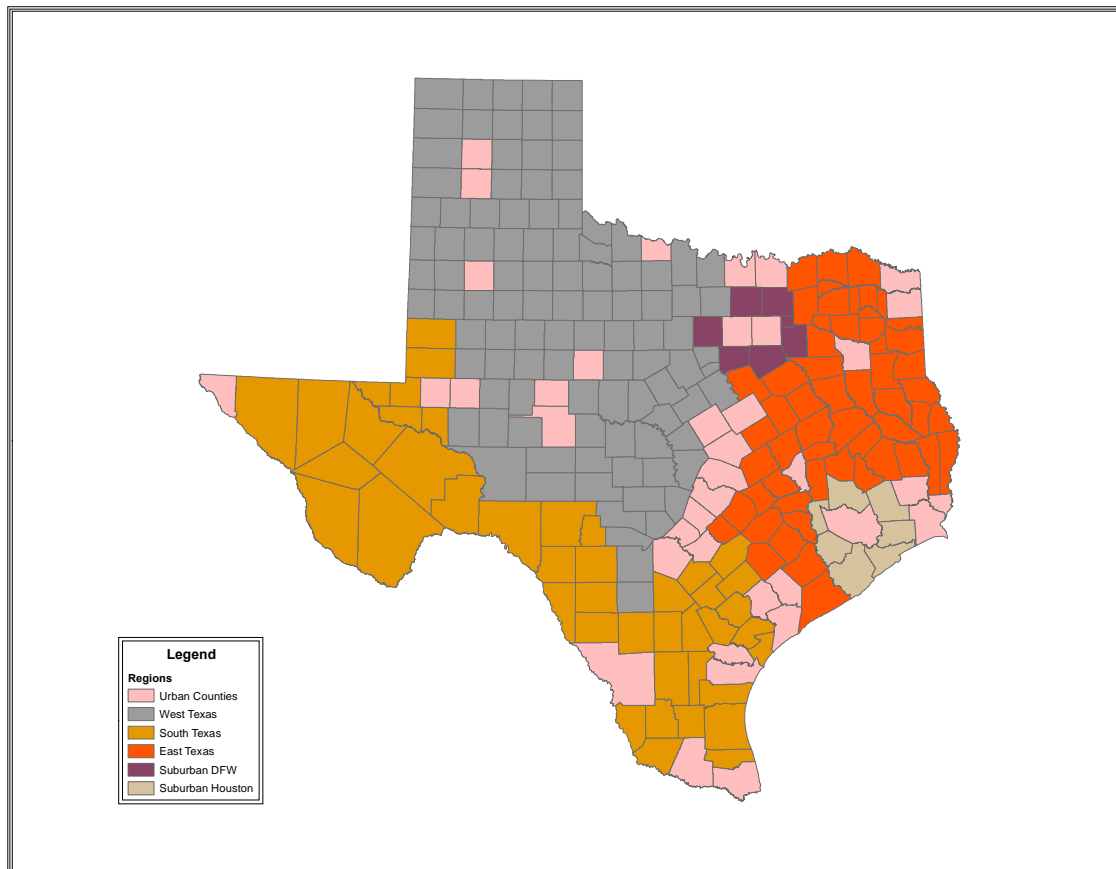 Legend
Regions
Urban Counties
West Texas
South Texas
East Texas
Suburban DFW
Suburban Houston